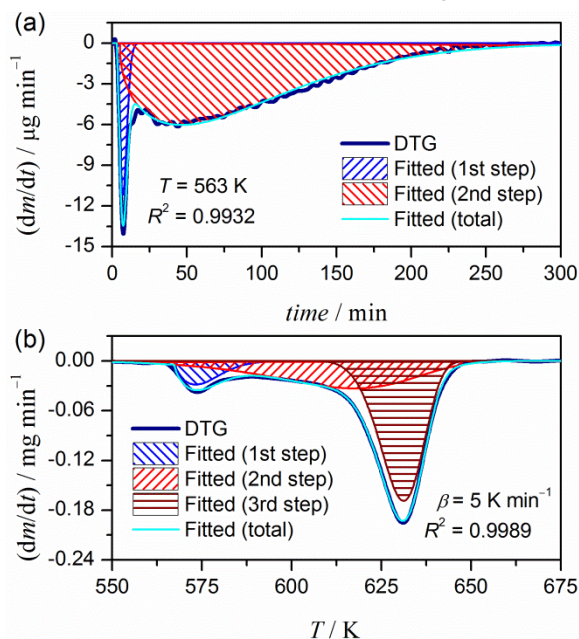 (a)
0
-3
-6
-9
-12
-15
(dm/dt) / μg min⁻¹
DTG
Fitted (1st step)
Fitted (2nd step)
Fitted (total)
T = 563 K
R² = 0.9932
0 50 100 150 200 250 300
time / min
(b)
0.00
-0.06
-0.12
-0.18
-0.24
(dm/dt) / mg min⁻¹
DTG
Fitted (1st step)
Fitted (2nd step)
Fitted (3rd step)
Fitted (total)
β = 5 K min⁻¹
R² = 0.9989
550 575 600 625 650 675
T / K